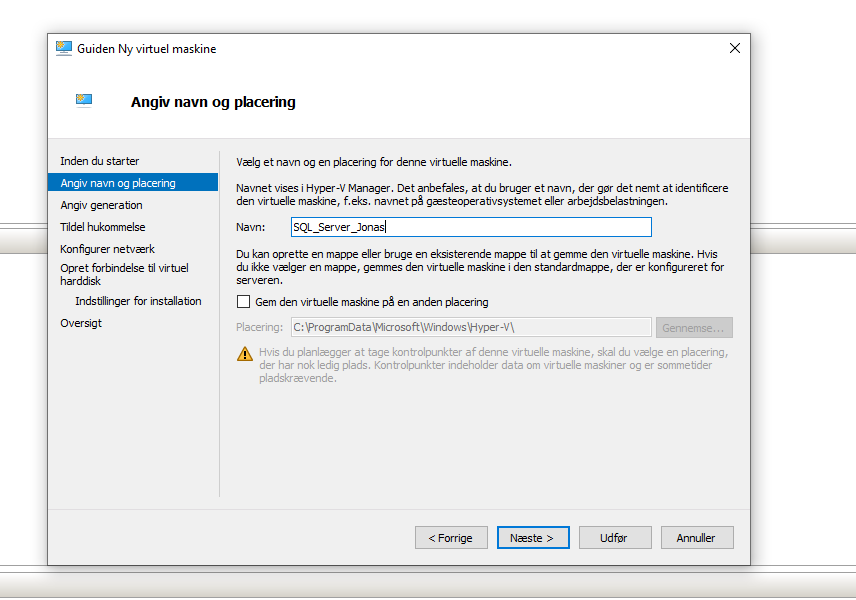 Guiden Ny virtuel maskine
Angiv navn og placering
Inden du starter
Angiv navn og placering
Angiv generation
Tildel hukommelse
Konfigurer netværk
Opret forbindelse til virtuel
harddisk
Indstillinger for installation
Oversigt
Vælg et navn og en placering for denne virtuelle maskine.
Navnet vises i Hyper-V Manager. Det anbefales, at du bruger et navn, der gør det nemt at identificere
den virtuelle maskine, f.eks. navnet på gæsteoperativsystemet eller arbejdsbelastningen.
Navn: SQL_Server_Jonas
Du kan oprette en mappe eller bruge en eksisterende mappe til at gemme den virtuelle maskine. Hvis
du ikke vælger en mappe, gemmes den virtuelle maskine i den standardmappe, der er konfigureret for
serveren.
Gem den virtuelle maskine på en anden placering
Placering: C:\ProgramData\Microsoft\Windows\Hyper-V\ Gennemse...
Hvis du planlægger at tage kontrolpunkter af denne virtuelle maskine, skal du vælge en placering,
der har nok ledig plads. Kontrolpunkter indeholder data om virtuelle maskiner og er sommetider
pladskrævende.
< Forrige Næste > Udfør Annuller